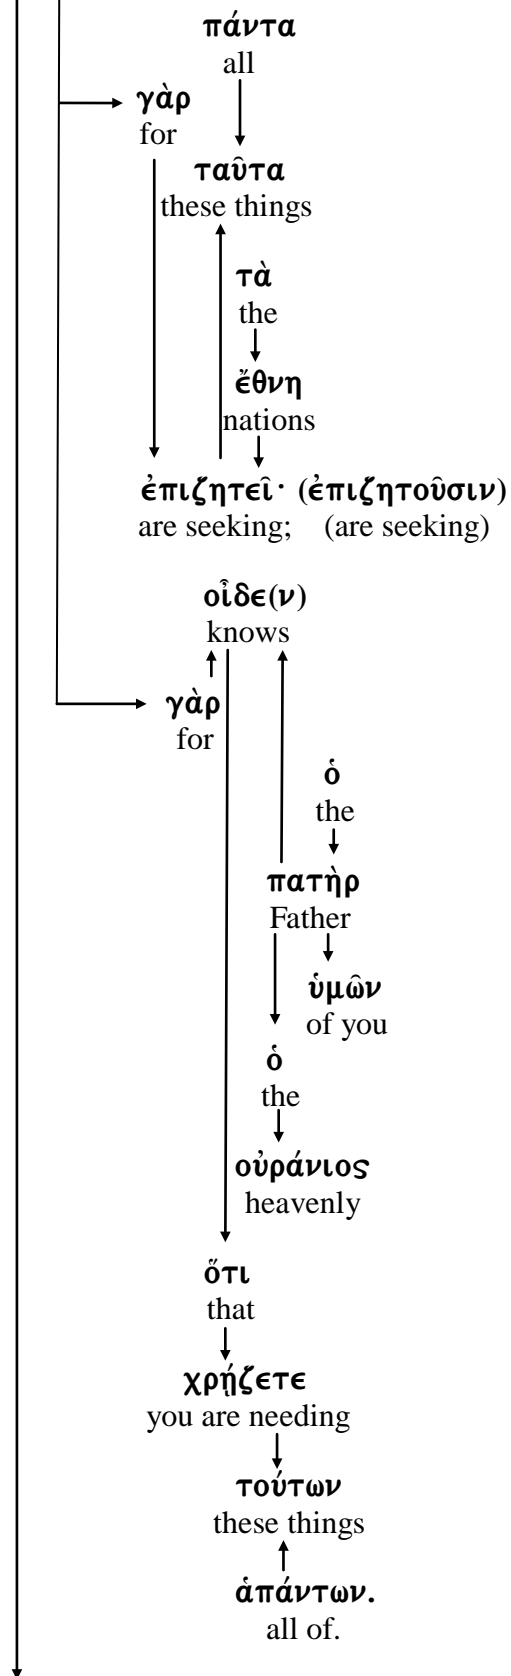 πάντα
all
γὰρ
for
ταῦτα
these things
τὰ
the
ἔθνη
nations
ἐπιζητεῖ· (ἐπιζητοῦσιν)
are seeking; (are seeking)
οἶδε(ν)
knows
γὰρ
for
ὁ
the
πατὴρ
Father
ὑμῶν
of you
ὁ
the
οὐράνιος
heavenly
ὅτι
that
χρῄζετε
you are needing
τούτων
these things
ἁπάντων.
all of.